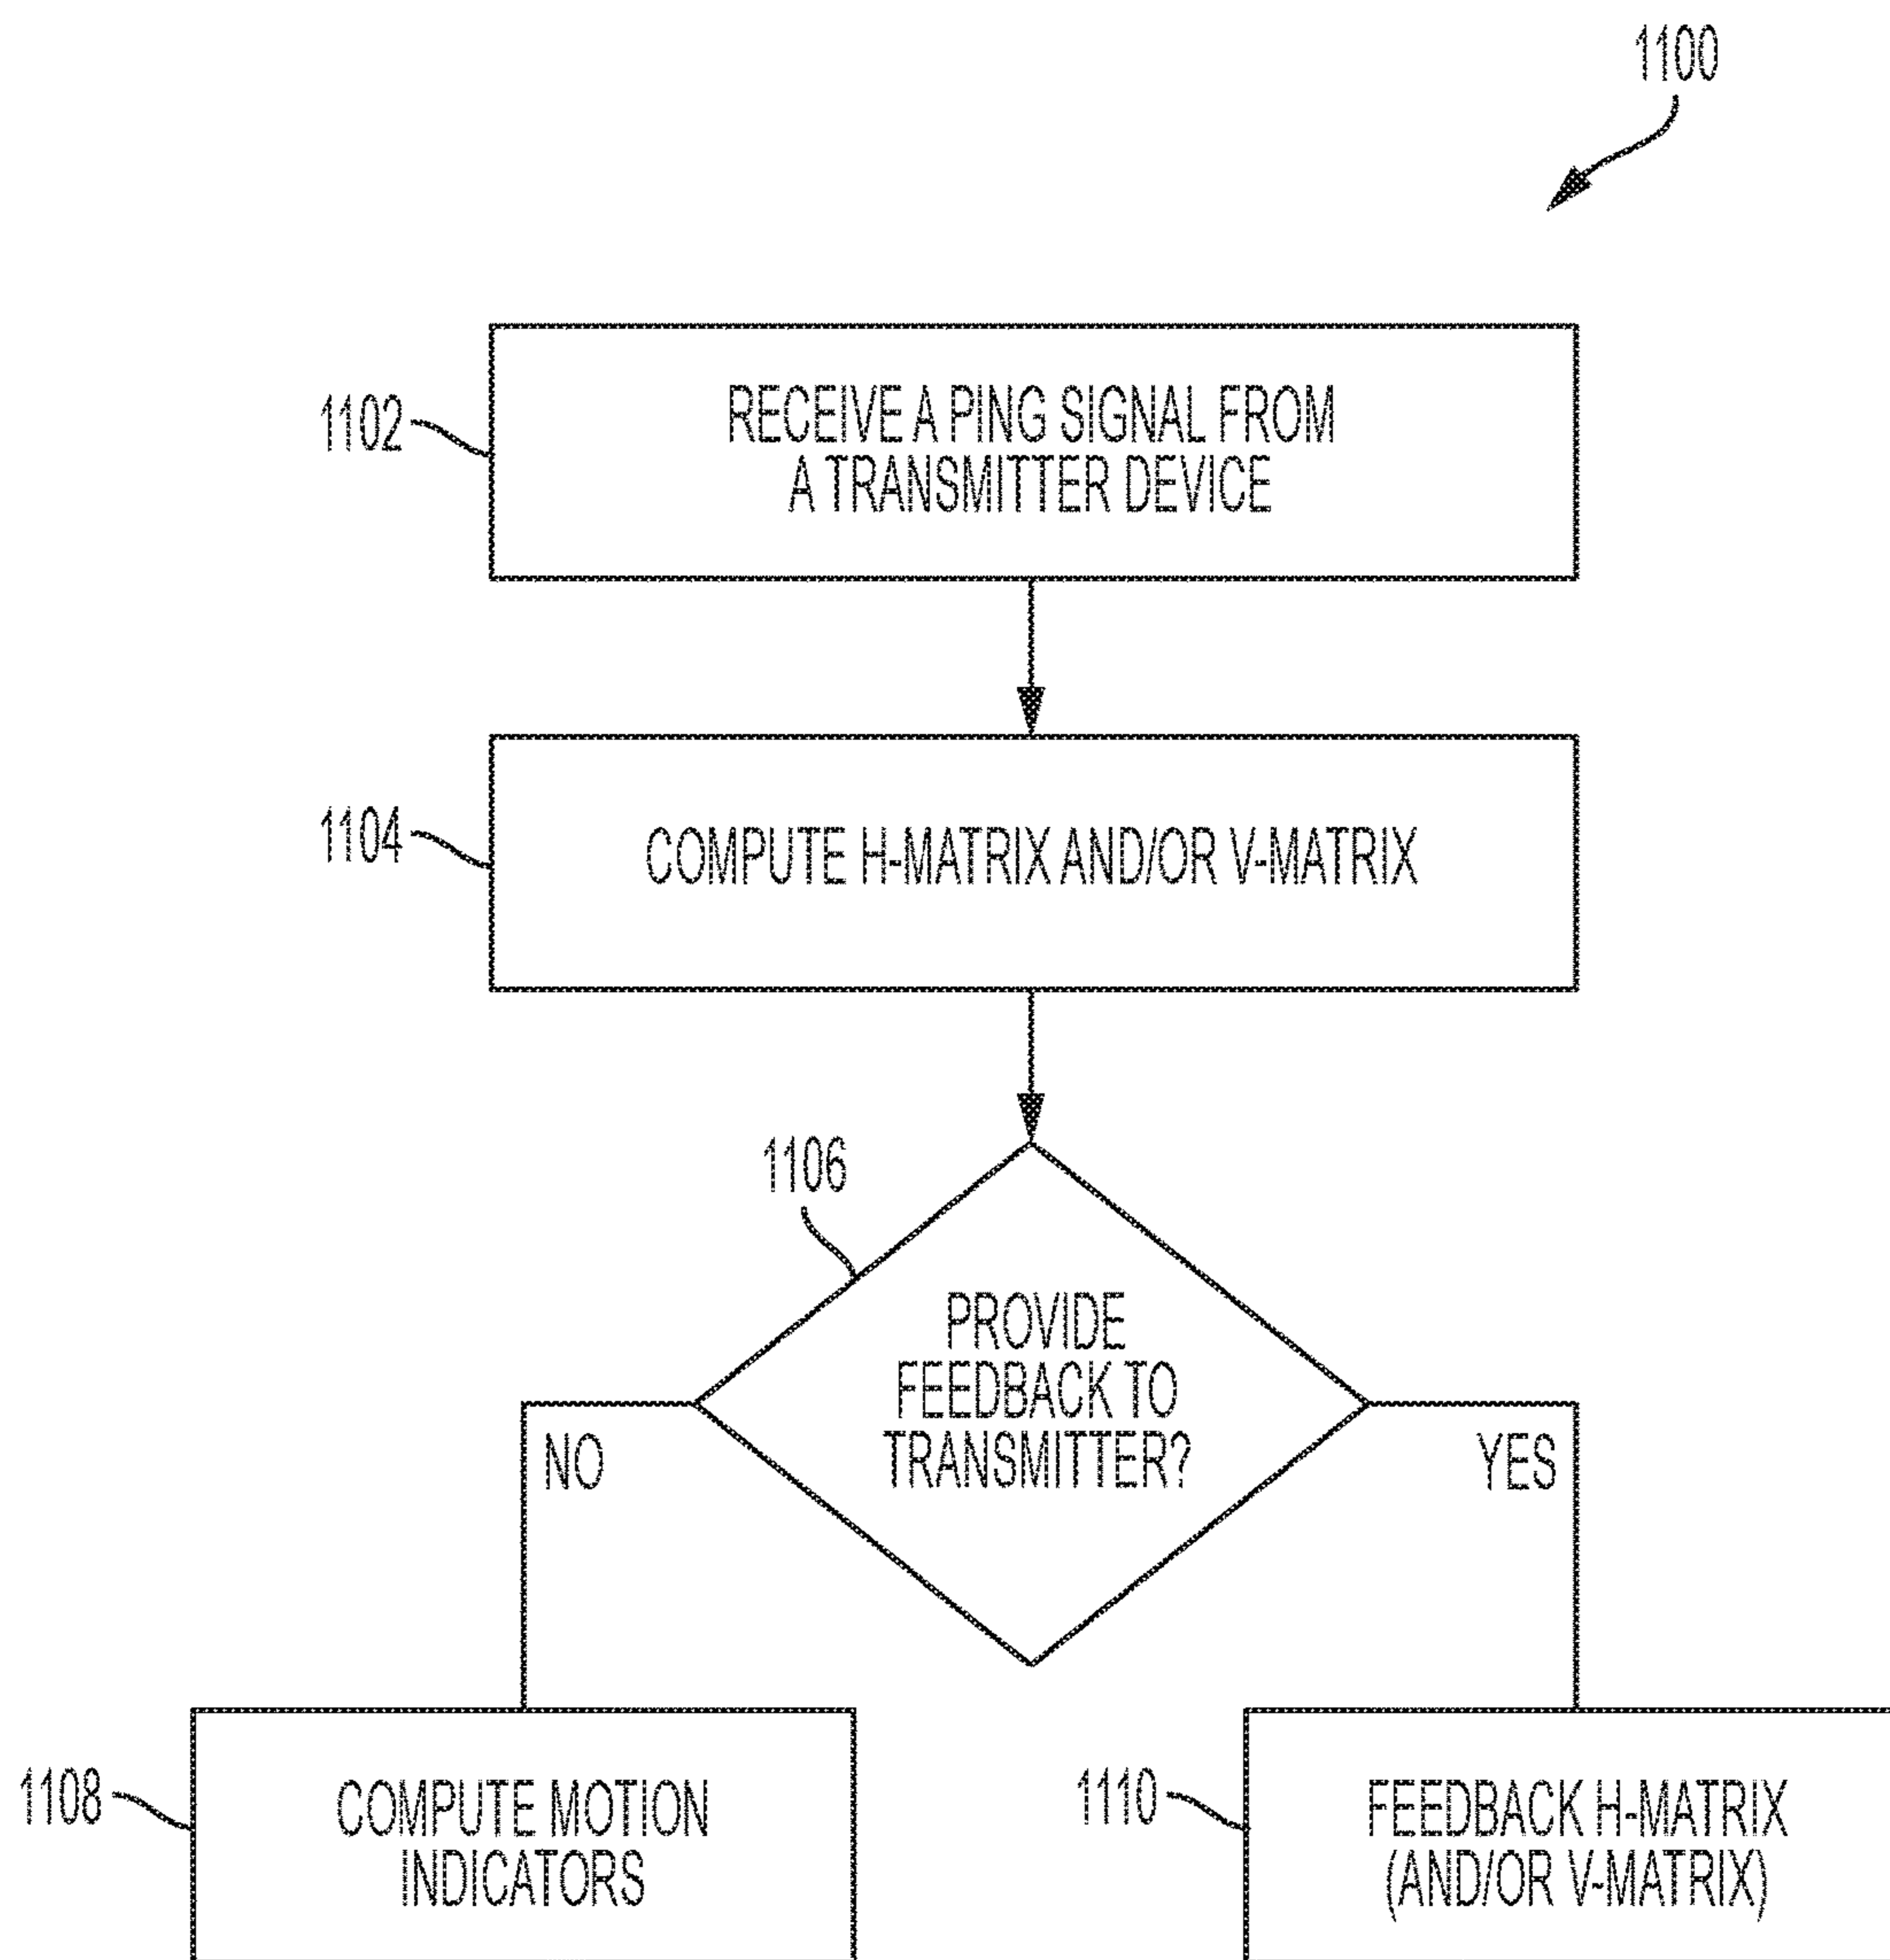 1100
1102
RECEIVE A PING SIGNAL FROM
A TRANSMITTER DEVICE
1104
COMPUTE H-MATRIX AND/OR V-MATRIX
1106
PROVIDE
FEEDBACK TO
TRANSMITTER?
NO
YES
1108
COMPUTE MOTION
INDICATORS
1110
FEEDBACK H-MATRIX
(AND/OR V-MATRIX)